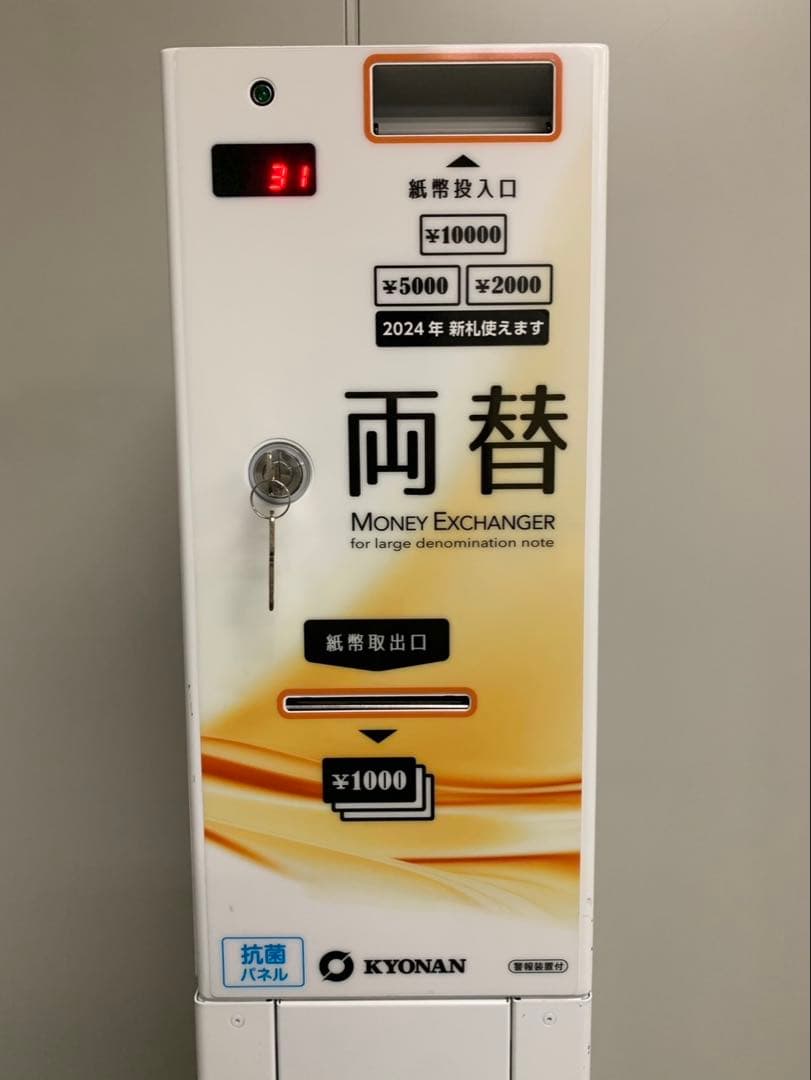 31
紙幣投入口
¥10000
¥5000 ¥2000
2024年 新札使えます
両替
MONEY EXCHANGER
for large denomination note
紙幣取出口
¥1000
抗菌
パネル
KYONAN
警報装置付